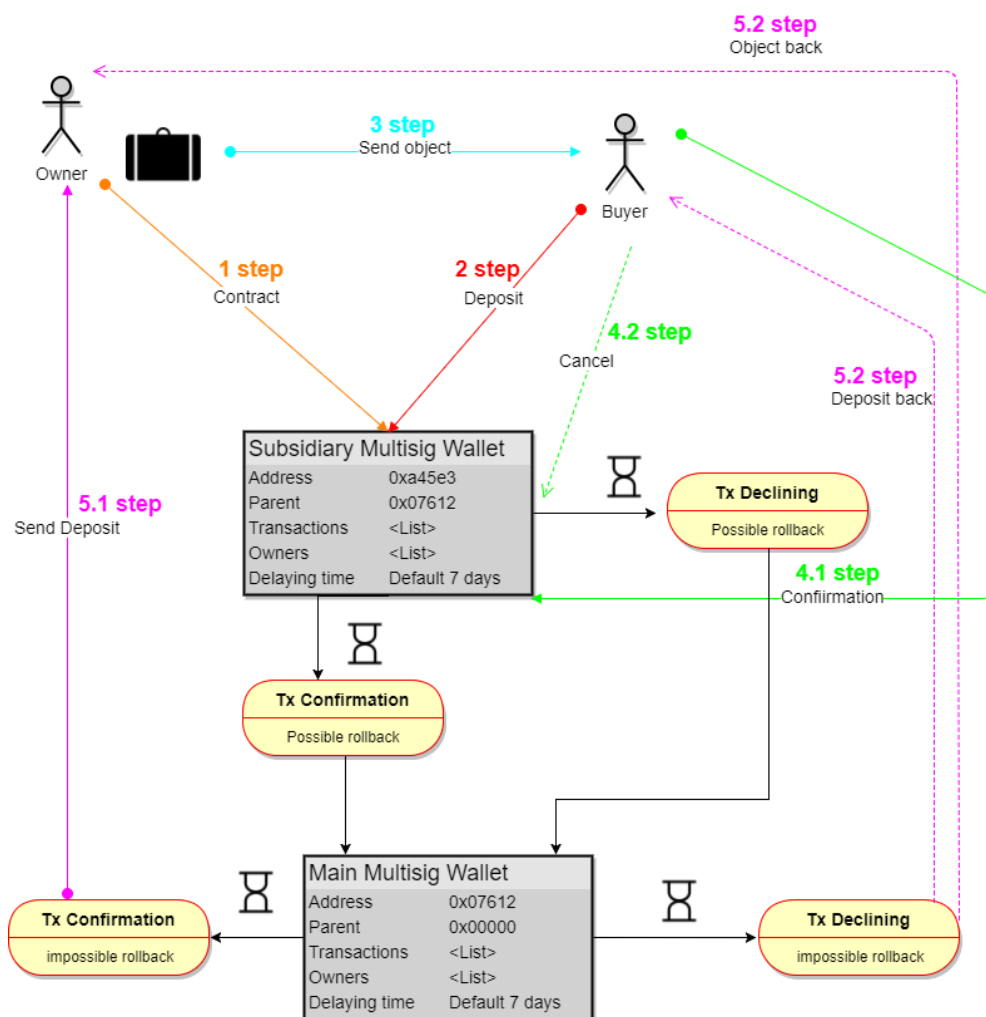 5.2 step
Object back
Owner
3 step
Send object
Buyer
1 step
Contract
2 step
Deposit
4.2 step
Cancel
5.2 step
Deposit back
Subsidiary Multisig Wallet
Address 0xa45e3
Parent 0x07612
Transactions <List>
Owners <List>
Delaying time Default 7 days
Tx Declining
Possible rollback
5.1 step
Send Deposit
4.1 step
Confiirmation
Tx Confirmation
Possible rollback
Main Multisig Wallet
Address 0x07612
Parent 0x00000
Transactions <List>
Owners <List>
Delaying time Default 7 days
Tx Confirmation
impossible rollback
Tx Declining
impossible rollback